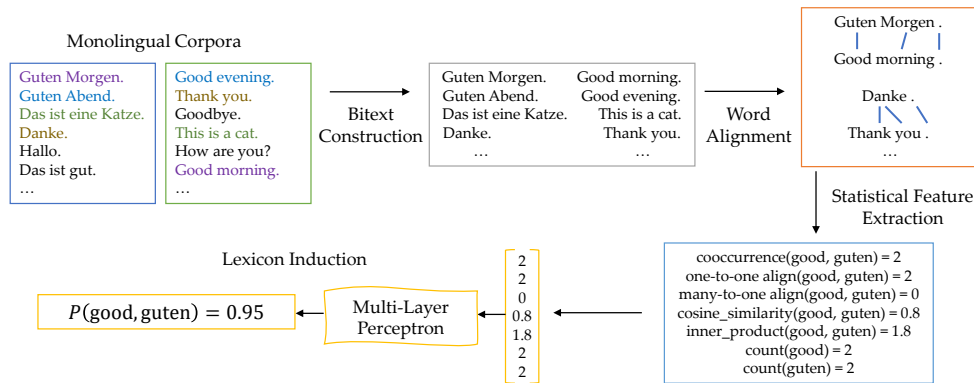 Monolingual Corpora
Guten Morgen.
Guten Abend.
Das ist eine Katze.
Danke.
Hallo.
Das ist gut.
…
Good evening.
Thank you.
Goodbye.
This is a cat.
How are you?
Good morning.
…
Bitext
Construction
Guten Morgen. Good morning.
Guten Abend. Good evening.
Das ist eine Katze. This is a cat.
Danke. Thank you.
… …
Word
Alignment
Guten Morgen .
Good morning .
Danke .
Thank you .
…
Statistical Feature
Extraction
cooccurrence(good, guten) = 2
one-to-one align(good, guten) = 2
many-to-one align(good, guten) = 0
cosine_similarity(good, guten) = 0.8
inner_product(good, guten) = 1.8
count(good) = 2
count(guten) = 2
2
2
0
0.8
1.8
2
2
Lexicon Induction
Multi-Layer
Perceptron
P(good, guten) = 0.95